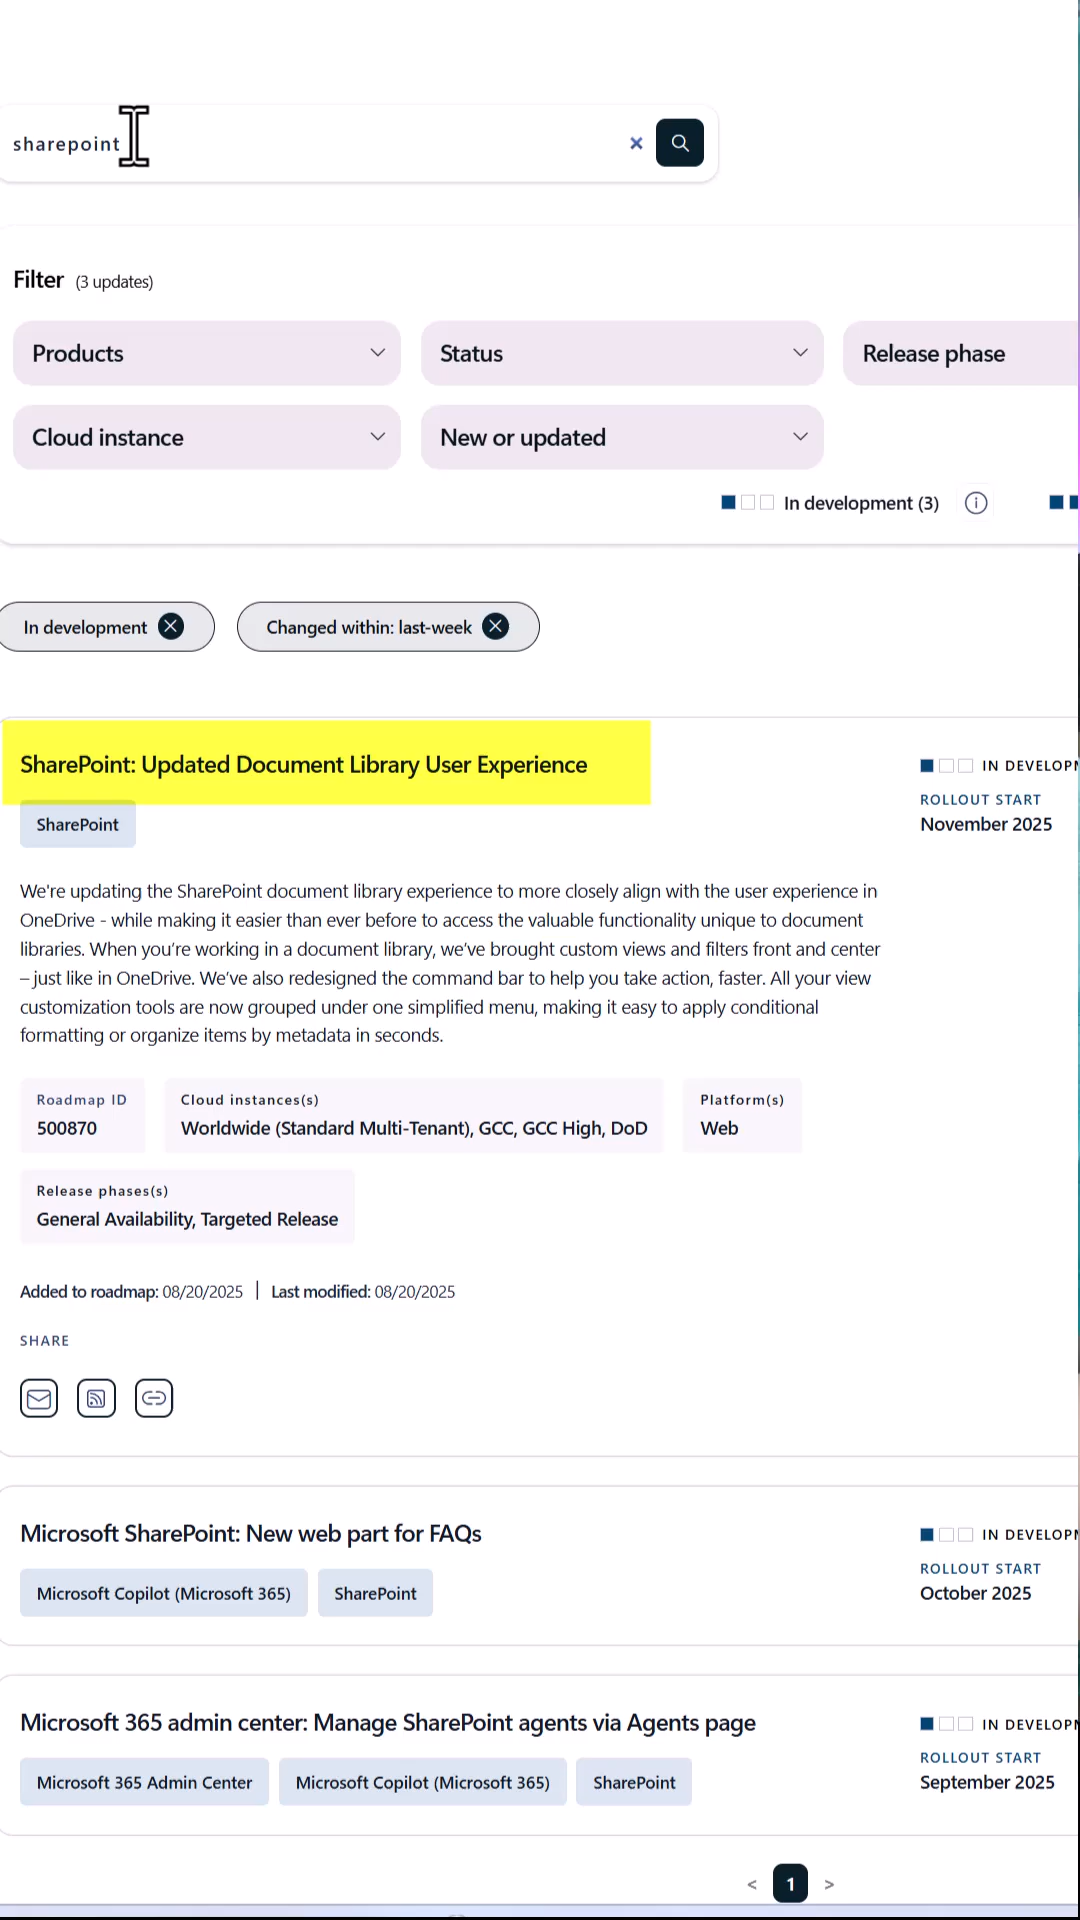 sharepoint
Filter (3 updates)
Products
Status
Release phase
Cloud instance
New or updated
In development (3)
In development
Changed within: last-week
SharePoint: Updated Document Library User Experience
IN DEVELOPM
SharePoint
ROLLOUT START
November 2025
We're updating the SharePoint document library experience to more closely align with the user experience in
OneDrive - while making it easier than ever before to access the valuable functionality unique to document
libraries. When you’re working in a document library, we’ve brought custom views and filters front and center
– just like in OneDrive. We’ve also redesigned the command bar to help you take action, faster. All your view
customization tools are now grouped under one simplified menu, making it easy to apply conditional
formatting or organize items by metadata in seconds.
Roadmap ID
500870
Cloud instances(s)
Worldwide (Standard Multi-Tenant), GCC, GCC High, DoD
Platform(s)
Web
Release phases(s)
General Availability, Targeted Release
Added to roadmap: 08/20/2025 | Last modified: 08/20/2025
SHARE
Microsoft SharePoint: New web part for FAQs
IN DEVELOPM
Microsoft Copilot (Microsoft 365)
SharePoint
ROLLOUT START
October 2025
Microsoft 365 admin center: Manage SharePoint agents via Agents page
IN DEVELOPM
Microsoft 365 Admin Center
Microsoft Copilot (Microsoft 365)
SharePoint
ROLLOUT START
September 2025
< 1 >